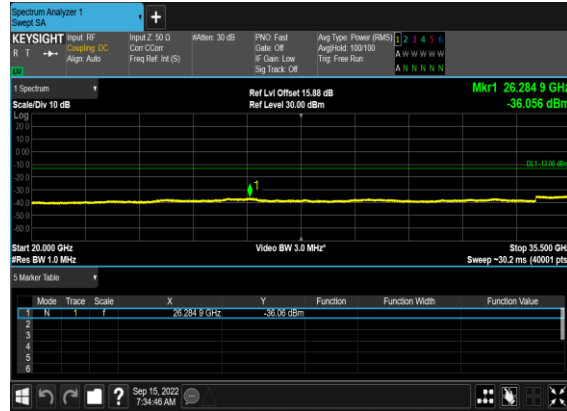 Spectrum Analyzer 1
Swept SA
+
KEYSIGHT Input: RF Input Z: 50 Ω #Atten: 30 dB PNO: Fast Avg Type: Power (RMS) 1 2 3 4 5 6
R T Coupling: DC Corr CCorr Gate: Off Avg|Hold: 100/100 A W W W W W
Align: Auto Freq Ref: Int (S) IF Gain: Low Trig: Free Run
Sig Track: Off A N N N N N
1 Spectrum Ref Lvl Offset 15.88 dB Mkr1 26.284 9 GHz
Scale/Div 10 dB Ref Level 30.00 dBm -36.056 dBm
Log
20.0
10.0
0.00
-10.0 DL1 -13.00 dBm
-20.0
-30.0 1
-40.0
-50.0
-60.0
Start 20.000 GHz Video BW 3.0 MHz* Stop 35.500 GHz
#Res BW 1.0 MHz Sweep ~30.2 ms (40001 pts)
5 Marker Table
Mode Trace Scale X Y Function Function Width Function Value
1 N 1 f 26.284 9 GHz -36.06 dBm
2
3
4
5
6
? Sep 15, 2022
7:34:46 AM